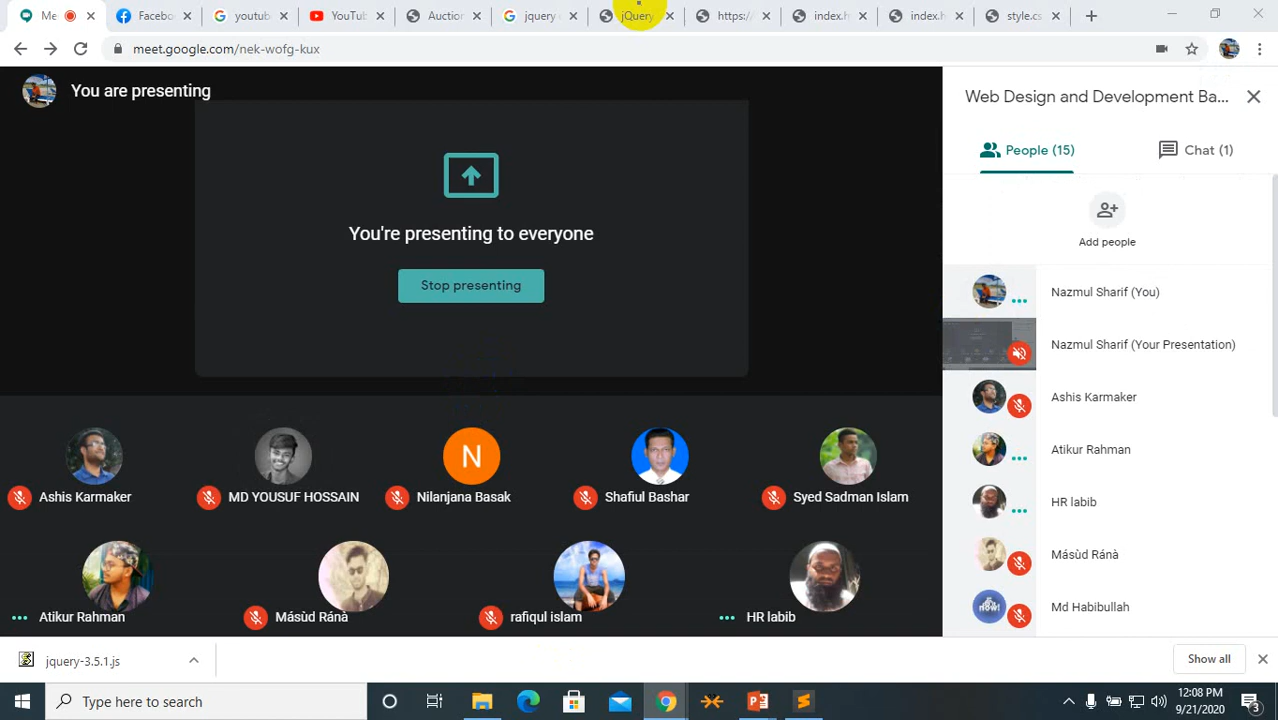 Me
Facebo
youtub
YouTu
Auction
jquery
jQuery
https:/
index.h
index.h
style.cs
meet.google.com/nek-wofg-kux
You are presenting
You're presenting to everyone
Stop presenting
Ashis Karmaker
MD YOUSUF HOSSAIN
N
Nilanjana Basak
Shafiul Bashar
Syed Sadman Islam
Atikur Rahman
Másùd Ránà
rafiqul islam
HR labib
Web Design and Development Ba...
People (15)
Chat (1)
Add people
Nazmul Sharif (You)
Nazmul Sharif (Your Presentation)
Ashis Karmaker
Atikur Rahman
HR labib
Másùd Ránà
Md Habibullah
jquery-3.5.1.js
Show all
Type here to search
12:08 PM
9/21/2020
3